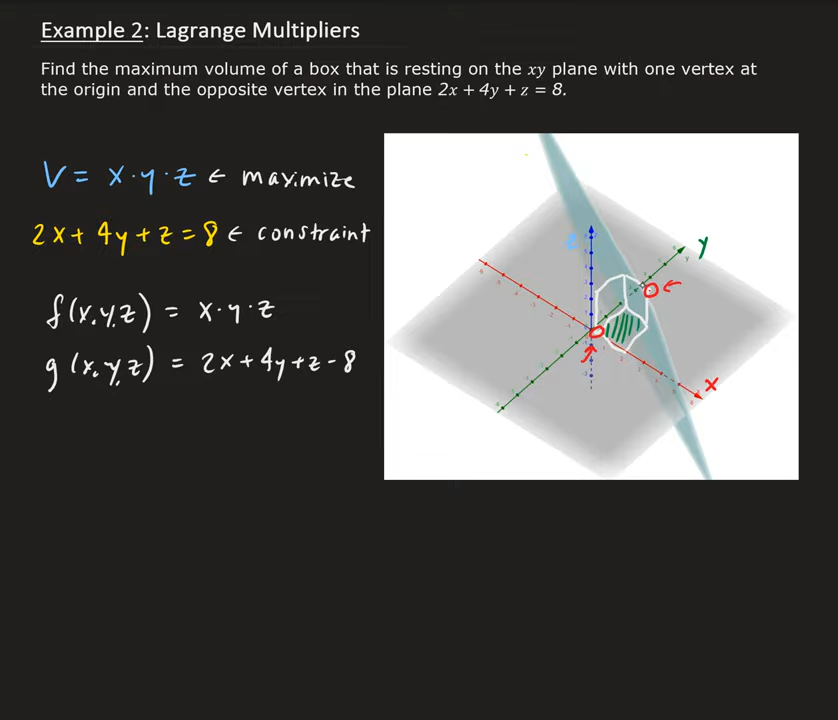 Example 2: Lagrange Multipliers
Find the maximum volume of a box that is resting on the xy plane with one vertex at
the origin and the opposite vertex in the plane 2x + 4y + z = 8.
V = x·y·z ← maximize
2x + 4y + z = 8 ← constraint
f(x,y,z) = x·y·z
g(x,y,z) = 2x + 4y + z - 8
z
y
x